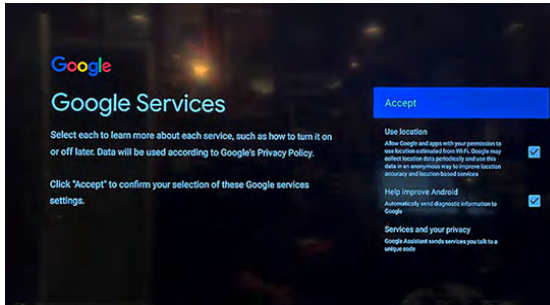 Google
Google Services
Select each to learn more about each service, such as how to turn it on
or off later. Data will be used according to Google's Privacy Policy.
Click "Accept" to confirm your selection of these Google services
settings.
Accept
Use location
Allow Google and apps with your permission to
use location estimated from Wi-Fi. Google may
collect location data periodically and use this
data in an anonymous way to improve location
accuracy and location-based services
Help improve Android
Automatically send diagnostic information to
Google
Services and your privacy
Google Assistant sends services you talk to a
unique code